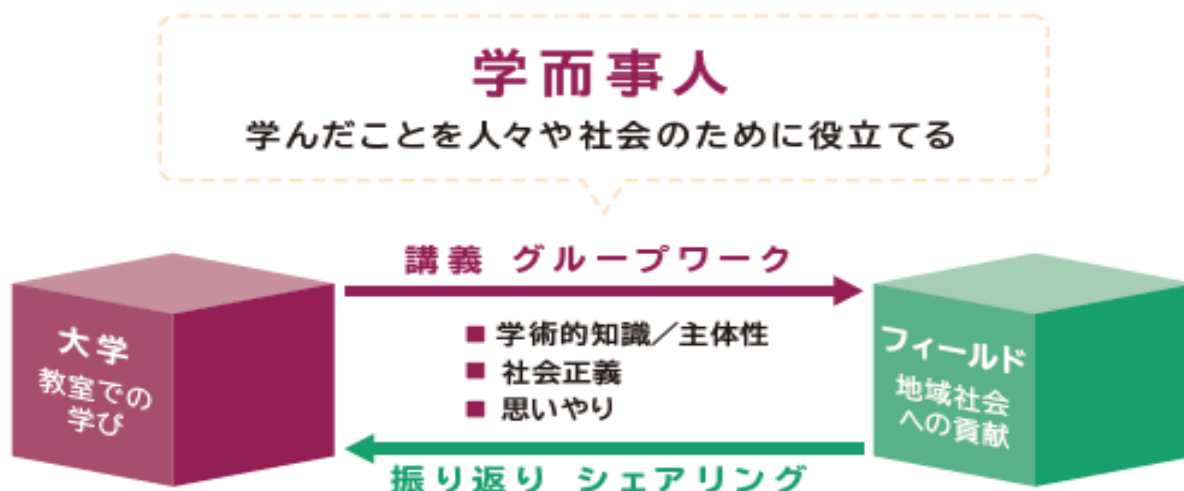 学而事人
学んだことを人々や社会のために役立てる
講義 グループワーク
大学
教室での
学び
■ 学術的知識／主体性
■ 社会正義
■ 思いやり
フィールド
地域社会
への貢献
振り返り シェアリング